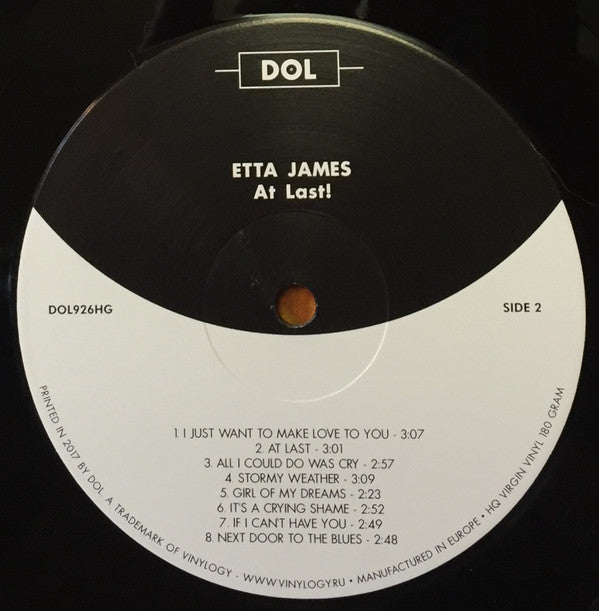 DOL
ETTA JAMES
At Last!
DOL926HG
SIDE 2
1. I JUST WANT TO MAKE LOVE TO YOU - 3:07
2. AT LAST - 3:01
3. ALL I COULD DO WAS CRY - 2:57
4. STORMY WEATHER - 3:09
5. GIRL OF MY DREAMS - 2:23
6. IT'S A CRYING SHAME - 2:52
7. IF I CAN'T HAVE YOU - 2:49
8. NEXT DOOR TO THE BLUES - 2:48
PRINTED IN 2017 BY DOL A TRADEMARK OF VINYLOGY - WWW.VINYLOGY.RU • MANUFACTURED IN EUROPE • HQ VIRGIN VINYL 180 GRAM